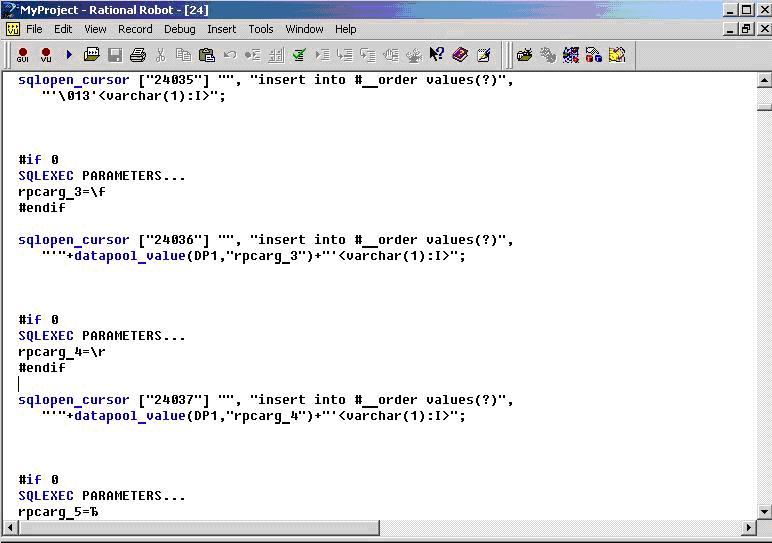 MyProject - Rational Robot - [24]
File Edit View Record Debug Insert Tools Window Help
GUI VU
sqlopen_cursor ["24035"] "", "insert into #__order values(?)",
"'\013'<varchar(1):I>";
#if 0
SQLEXEC PARAMETERS...
rpcarg_3=\f
#endif
sqlopen_cursor ["24036"] "", "insert into #__order values(?)",
"'"+datapool_value(DP1,"rpcarg_3")+"'<varchar(1):I>";
#if 0
SQLEXEC PARAMETERS...
rpcarg_4=\r
#endif
sqlopen_cursor ["24037"] "", "insert into #__order values(?)",
"'"+datapool_value(DP1,"rpcarg_4")+"'<varchar(1):I>";
#if 0
SQLEXEC PARAMETERS...
rpcarg_5=Ђ